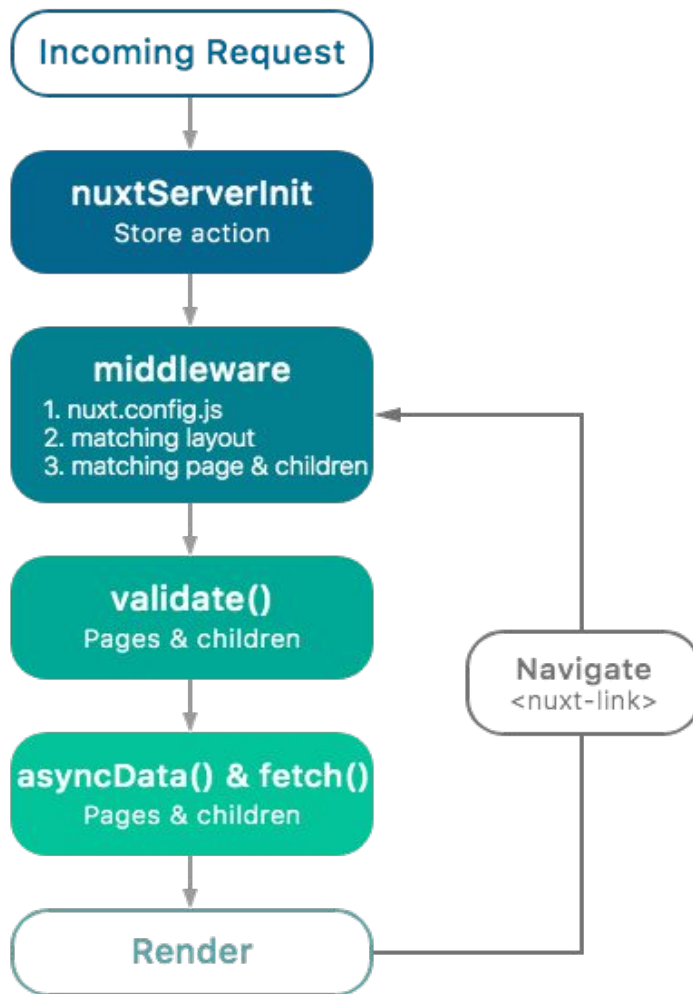 Incoming Request
nuxtServerInit
Store action
middleware
1. nuxt.config.js
2. matching layout
3. matching page & children
validate()
Pages & children
Navigate
<nuxt-link>
asyncData() & fetch()
Pages & children
Render